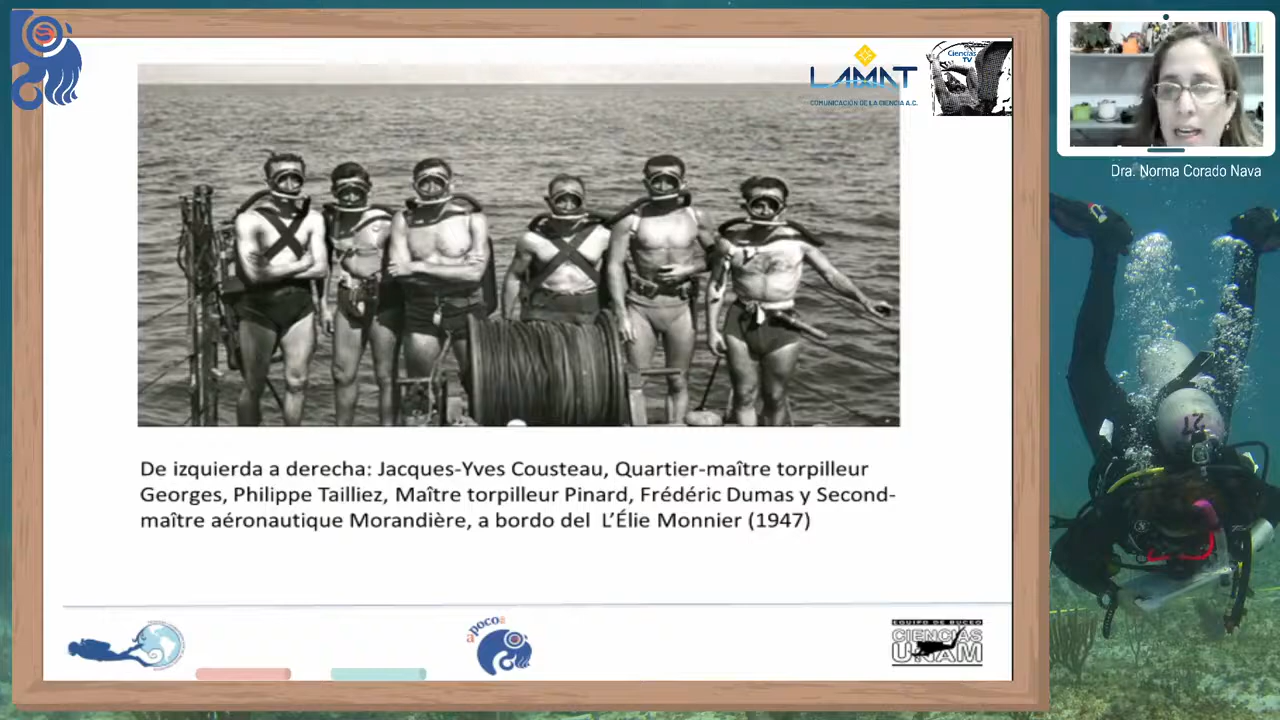 LAMAT
COMUNICACIÓN DE LA CIENCIA A.C.
Ciencias
TV
Dra. Norma Corado Nava
27
De izquierda a derecha: Jacques-Yves Cousteau, Quartier-maître torpilleur
Georges, Philippe Tailliez, Maître torpilleur Pinard, Frédéric Dumas y Second-
maître aéronautique Morandière, a bordo del L’Élie Monnier (1947)
apocoa
EQUIPO DE BUCEO
CIENCIAS
UNAM